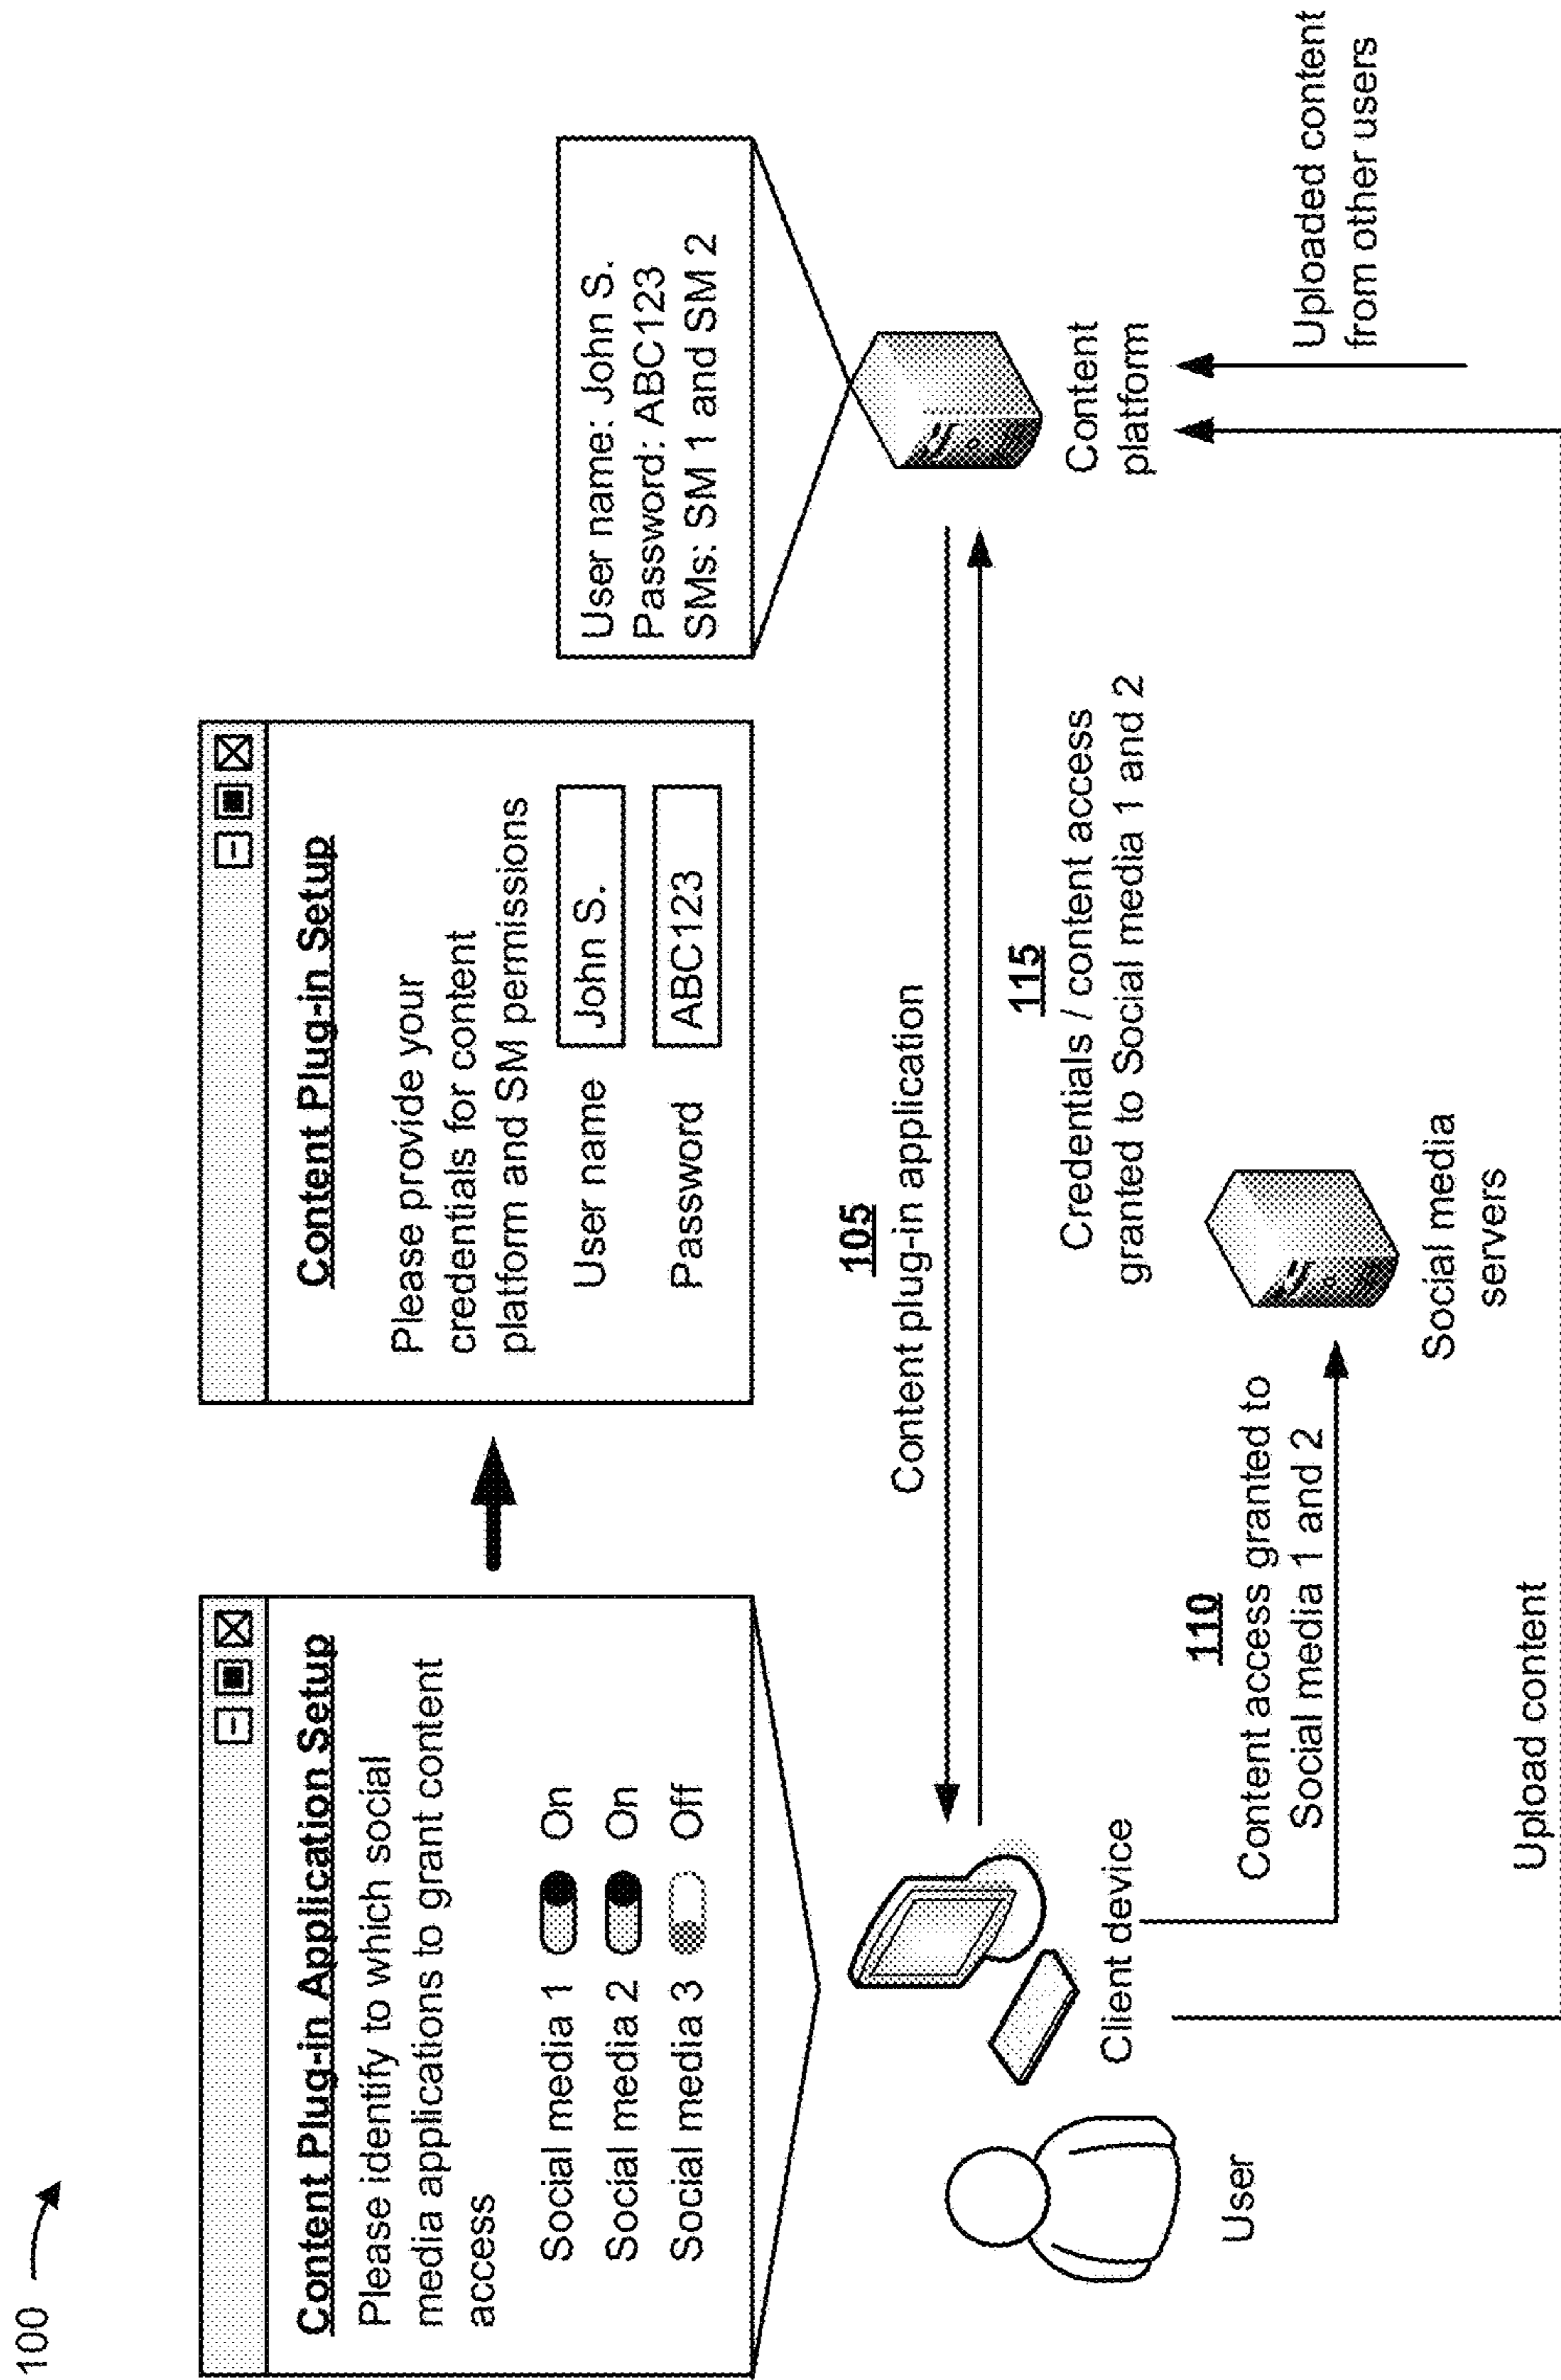 100
Content Plug-in Application Setup
Please identify to which social
media applications to grant content
access
Social media 1 On
Social media 2 On
Social media 3 Off
Content Plug-in Setup
Please provide your
credentials for content
platform and SM permissions
User name John S.
Password ABC123
User name: John S.
Password: ABC123
SMs: SM 1 and SM 2
105
Content plug-in application
115
Credentials / content access
granted to Social media 1 and 2
Content
platform
Client device
User
110
Content access granted to
Social media 1 and 2
Social media
servers
Upload content
Uploaded content
from other users